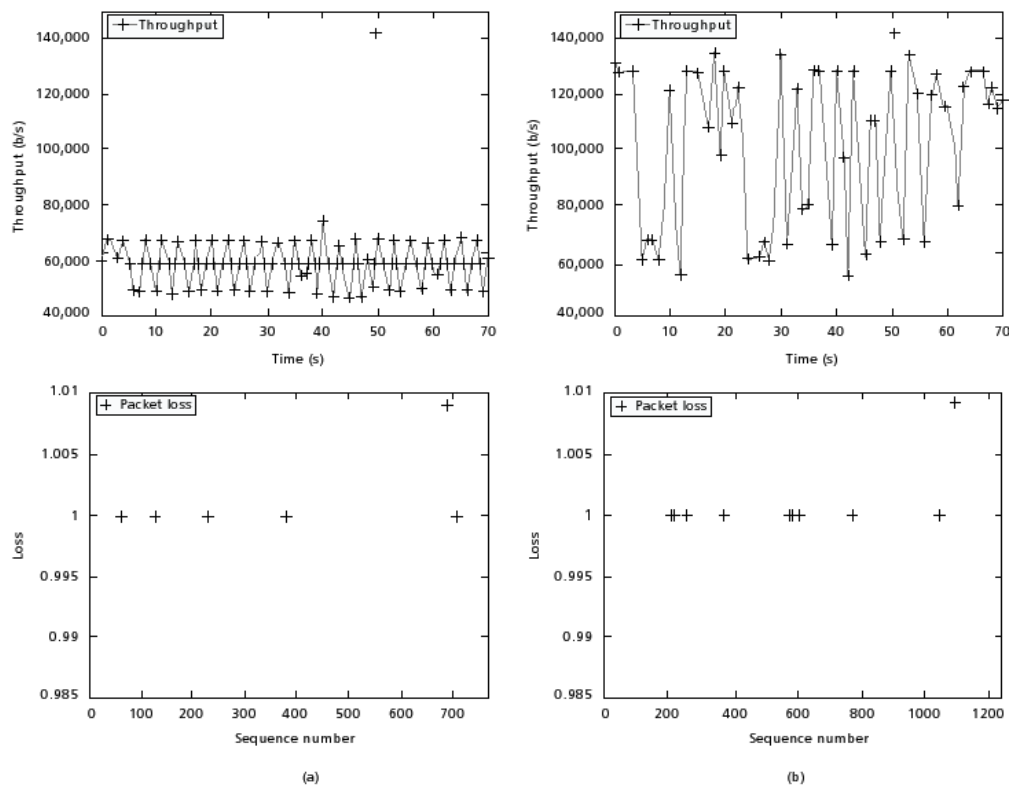 Throughput
140,000
120,000
100,000
80,000
60,000
40,000
Throughput (b/s)
0 10 20 30 40 50 60 70
Time (s)
Throughput
140,000
120,000
100,000
80,000
60,000
40,000
Throughput (b/s)
0 10 20 30 40 50 60 70
Time (s)
Packet loss
1.01
1.005
1
0.995
0.99
0.985
Loss
0 100 200 300 400 500 600 700
Sequence number
(a)
Packet loss
1.01
1.005
1
0.995
0.99
0.985
Loss
0 200 400 600 800 1000 1200
Sequence number
(b)